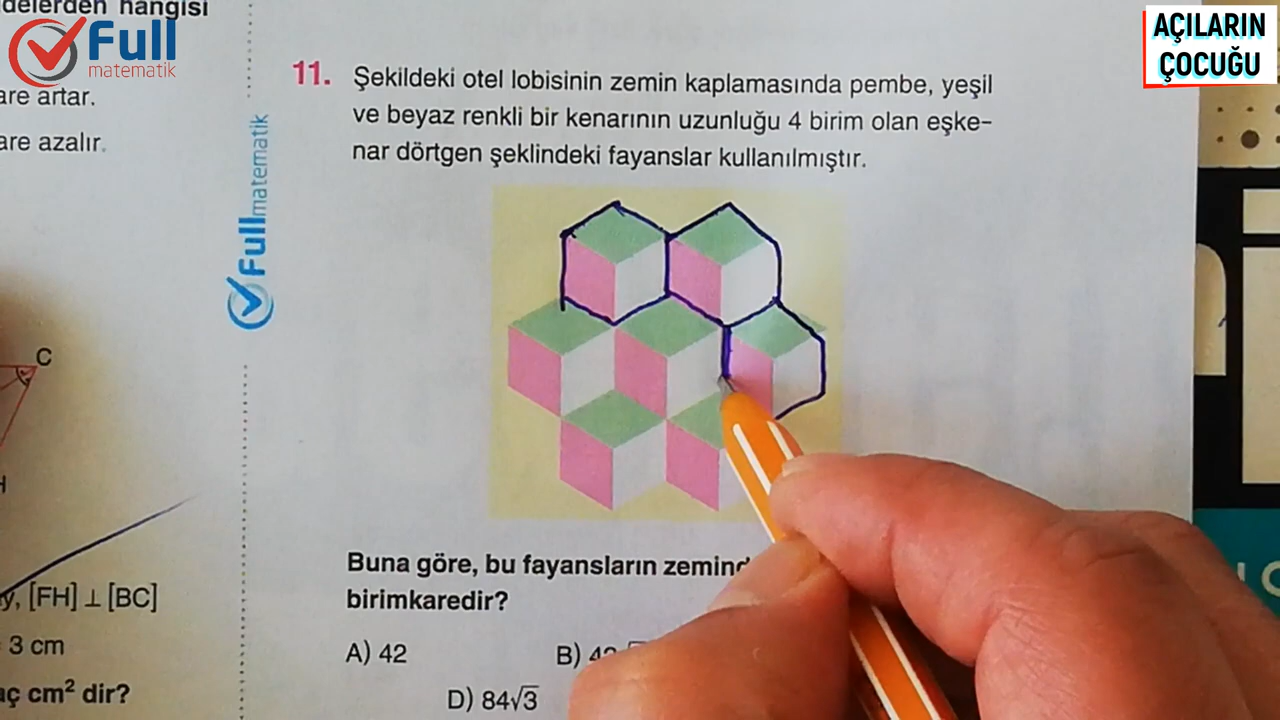 delerden hangisi
Full
matematik
are artar.
are azalır.
Fullmatematik
C
y, [FH] ⊥ [BC]
3 cm
aç cm² dir?
11. Şekildeki otel lobisinin zemin kaplamasında pembe, yeşil
ve beyaz renkli bir kenarının uzunluğu 4 birim olan eşke-
nar dörtgen şeklindeki fayanslar kullanılmıştır.
Buna göre, bu fayansların
birimkaredir?
A) 42
B)
D) 84√3
AÇILARIN
ÇOCUĞU